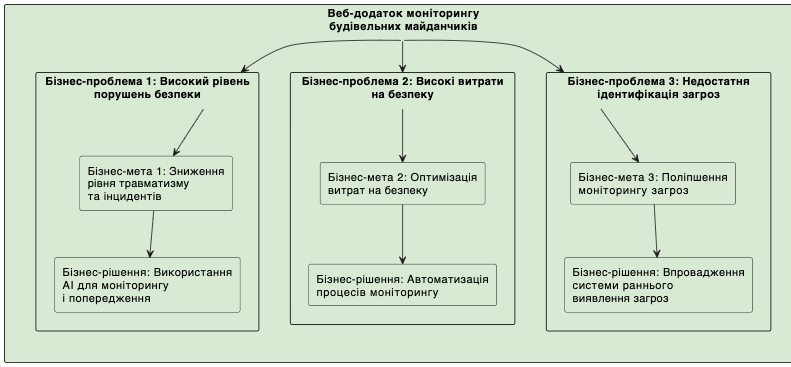 Веб-додаток моніторингу
будівельних майданчиків
Бізнес-проблема 1: Високий рівень
порушень безпеки
Бізнес-мета 1: Зниження
рівня травматизму
та інцидентів
Бізнес-рішення: Використання
AI для моніторингу
і попередження
Бізнес-проблема 2: Високі витрати
на безпеку
Бізнес-мета 2: Оптимізація
витрат на безпеку
Бізнес-рішення: Автоматизація
процесів моніторингу
Бізнес-проблема 3: Недостатня
ідентифікація загроз
Бізнес-мета 3: Поліпшення
моніторингу загроз
Бізнес-рішення: Впровадження
системи раннього
виявлення загроз